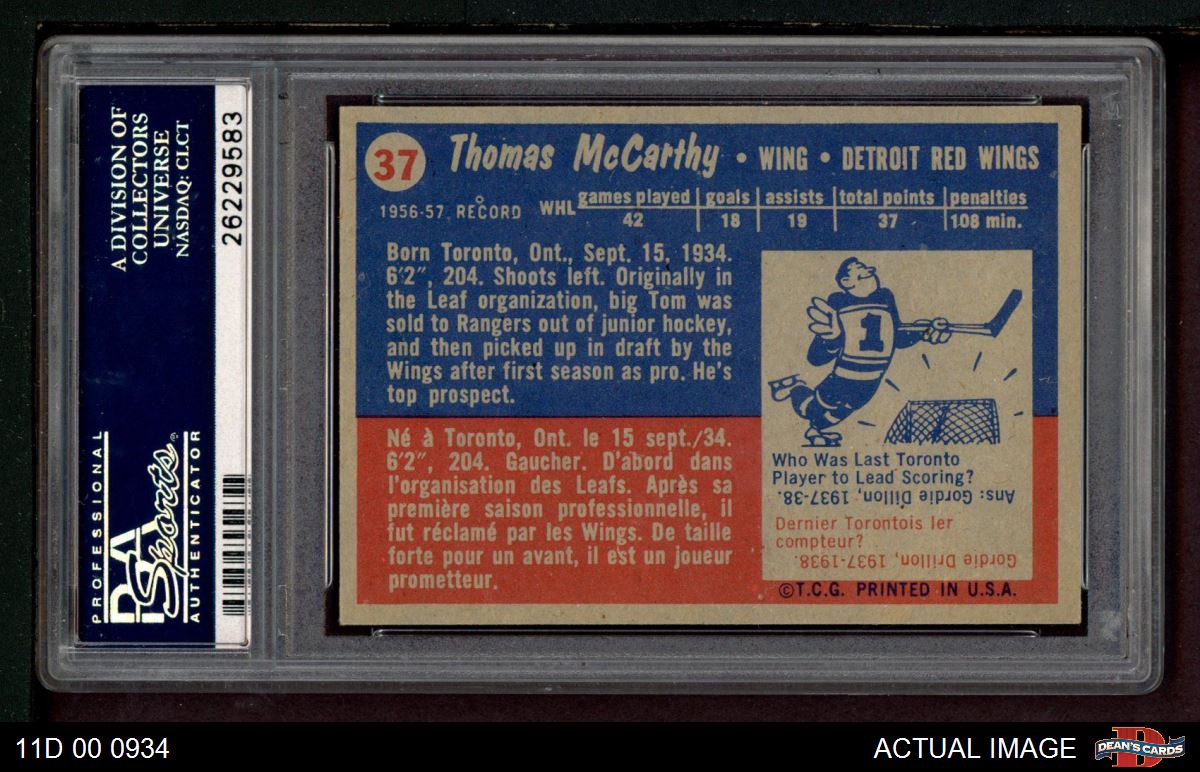 A DIVISION OF
COLLECTORS
UNIVERSE
NASDAQ: CLCT
26229583
PROFESSIONAL
PSA
Sports
AUTHENTICATOR
37 Thomas McCarthy • WING • DETROIT RED WINGS
1956-57 RECORD WHL
games played goals assists total points penalties
42 18 19 37 108 min.
Born Toronto, Ont., Sept. 15, 1934.
6'2", 204. Shoots left. Originally in
the Leaf organization, big Tom was
sold to Rangers out of junior hockey,
and then picked up in draft by the
Wings after first season as pro. He's
top prospect.
Né à Toronto, Ont. le 15 sept./34.
6'2", 204. Gaucher. D'abord dans
l'organisation des Leafs. Après sa
première saison professionnelle, il
fut réclamé par les Wings. De taille
forte pour un avant, il est un joueur
prometteur.
1
Who Was Last Toronto
Player to Lead Scoring?
Ans: Gordie Dillon, 1937-38.
Dernier Torontois ler
compteur?
Gordie Drillon, 1937-1938.
©T.C.G. PRINTED IN U.S.A.
11D 00 0934
ACTUAL IMAGE
D
DEAN'S CARDS